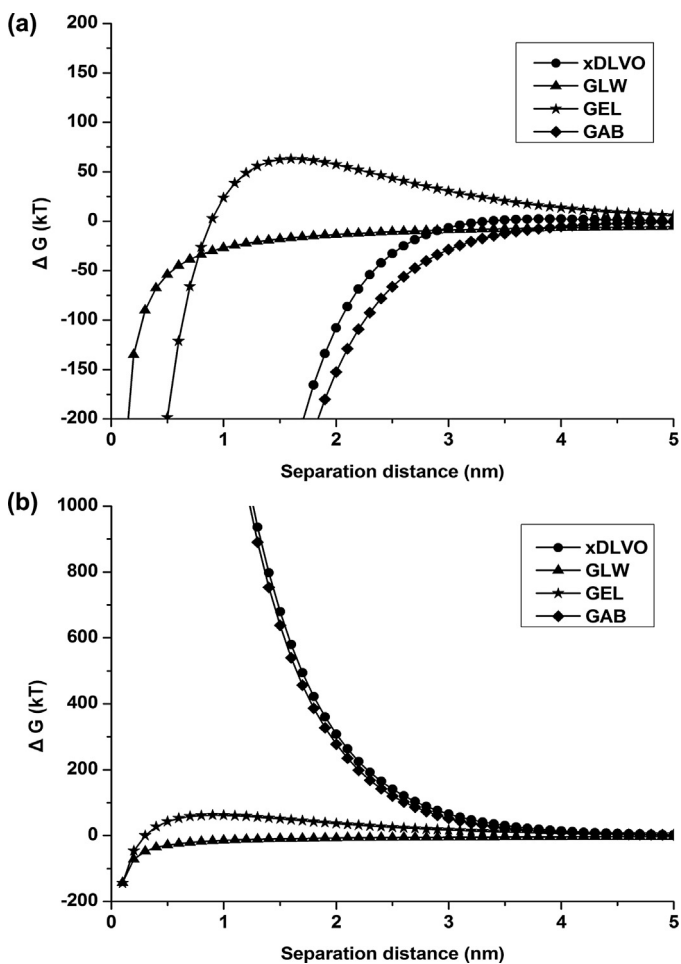 (a)
200
150
100
50
0
-50
-100
-150
-200
Δ G (kT)
xDLVO
GLW
GEL
GAB
0 1 2 3 4 5
Separation distance (nm)
(b)
1000
800
600
400
200
0
-200
Δ G (kT)
xDLVO
GLW
GEL
GAB
0 1 2 3 4 5
Separation distance (nm)